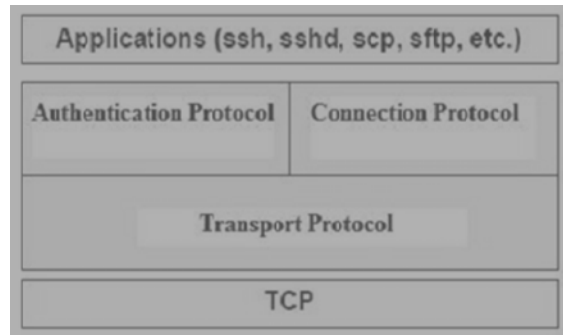 Applications (ssh, sshd, scp, sftp, etc.)
Authentication Protocol
Connection Protocol
Transport Protocol
TCP